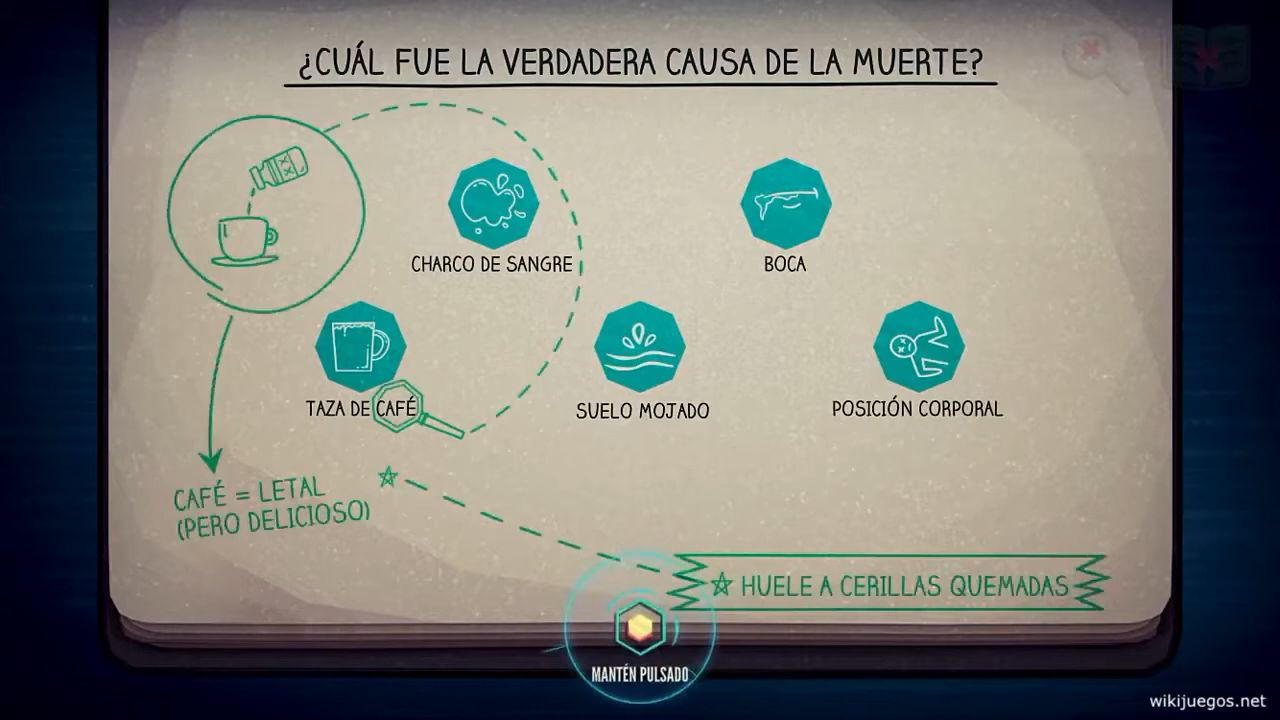 ¿CUÁL FUE LA VERDADERA CAUSA DE LA MUERTE?
CHARCO DE SANGRE
BOCA
TAZA DE CAFÉ
SUELO MOJADO
POSICIÓN CORPORAL
CAFÉ = LETAL
(PERO DELICIOSO)
HUELE A CERILLAS QUEMADAS
MANTÉN PULSADO
wikijuegos.net